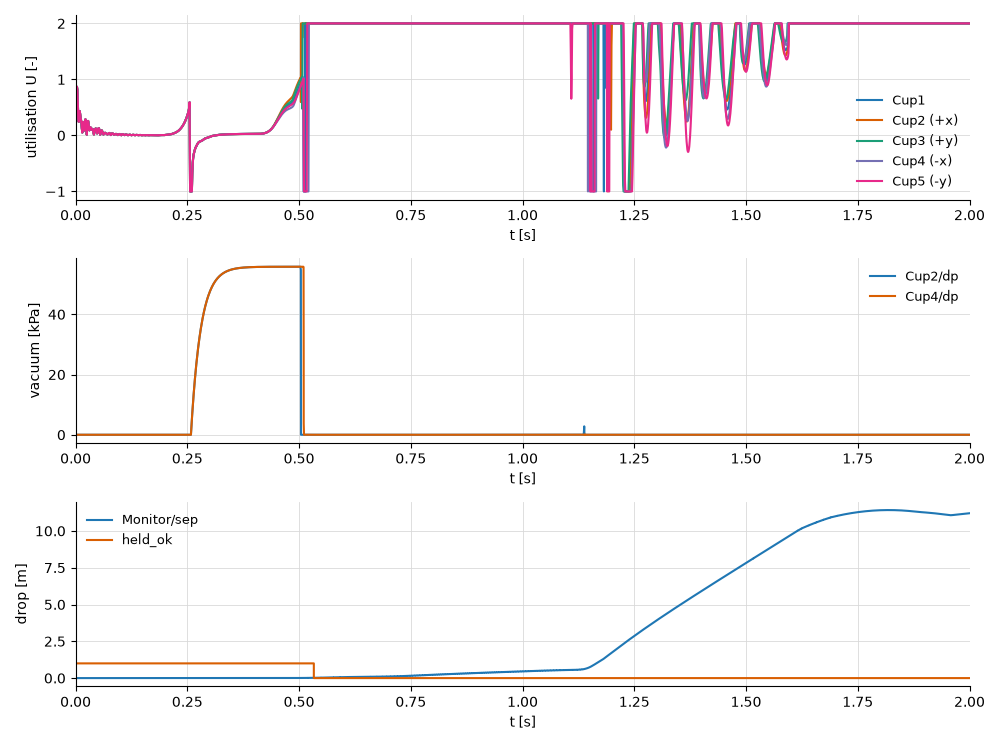 2
1
0
−1
utilisation U [-]
Cup1
Cup2 (+x)
Cup3 (+y)
Cup4 (-x)
Cup5 (-y)
0.00 0.25 0.50 0.75 1.00 1.25 1.50 1.75 2.00
t [s]
40
20
0
vacuum [kPa]
Cup2/dp
Cup4/dp
0.00 0.25 0.50 0.75 1.00 1.25 1.50 1.75 2.00
t [s]
10.0
7.5
5.0
2.5
0.0
drop [m]
Monitor/sep
held_ok
0.00 0.25 0.50 0.75 1.00 1.25 1.50 1.75 2.00
t [s]